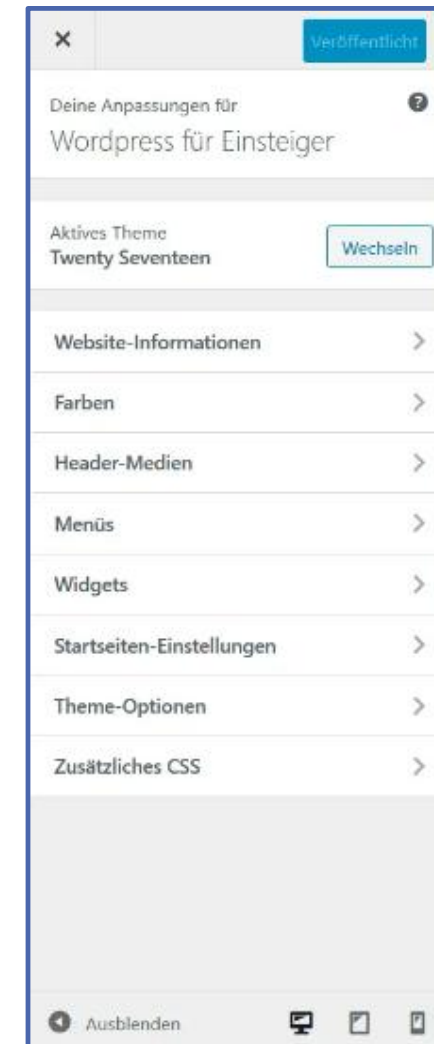 Veröffentlicht
Deine Anpassungen für
Wordpress für Einsteiger
Aktives Theme
Twenty Seventeen
Wechseln
Website-Informationen
Farben
Header-Medien
Menüs
Widgets
Startseiten-Einstellungen
Theme-Optionen
Zusätzliches CSS
Ausblenden